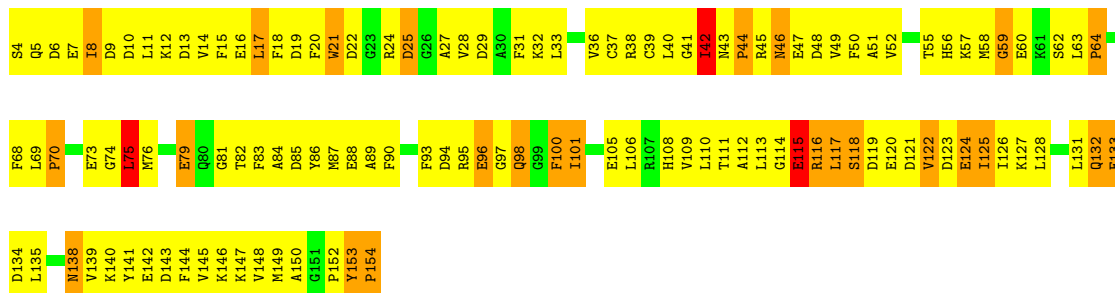 S4 Q5 D6 E7 I8 D9 D10 L11 K12 D13 V14 F15 E16 L17 F18 D19 F20 W21 D22 G23 R24 D25 G26 A27 V28 D29 A30 F31 K32 L33 V36 C37 R38 C39 L40 G41 I42 N43 P44 R45 N46 E47 D48 V49 F50 A51 V52 T55 H56 K57 M58 G59 E60 K61 S62 L63 P64
F68 L69 P70 E73 G74 L75 M76 E79 Q80 G81 T82 F83 A84 D85 Y86 M87 E88 A89 F90 F93 D94 R95 E96 G97 Q98 G99 F100 I101 E105 L106 R107 H108 V109 L110 T111 A112 L113 G114 E115 R116 L117 S118 D119 E120 D121 V122 D123 E124 I125 I126 K127 L128 L131 Q132 E133
D134 L135 N138 V139 K140 Y141 E142 D143 F144 V145 K146 K147 V148 M149 A150 G151 P152 Y153 P154